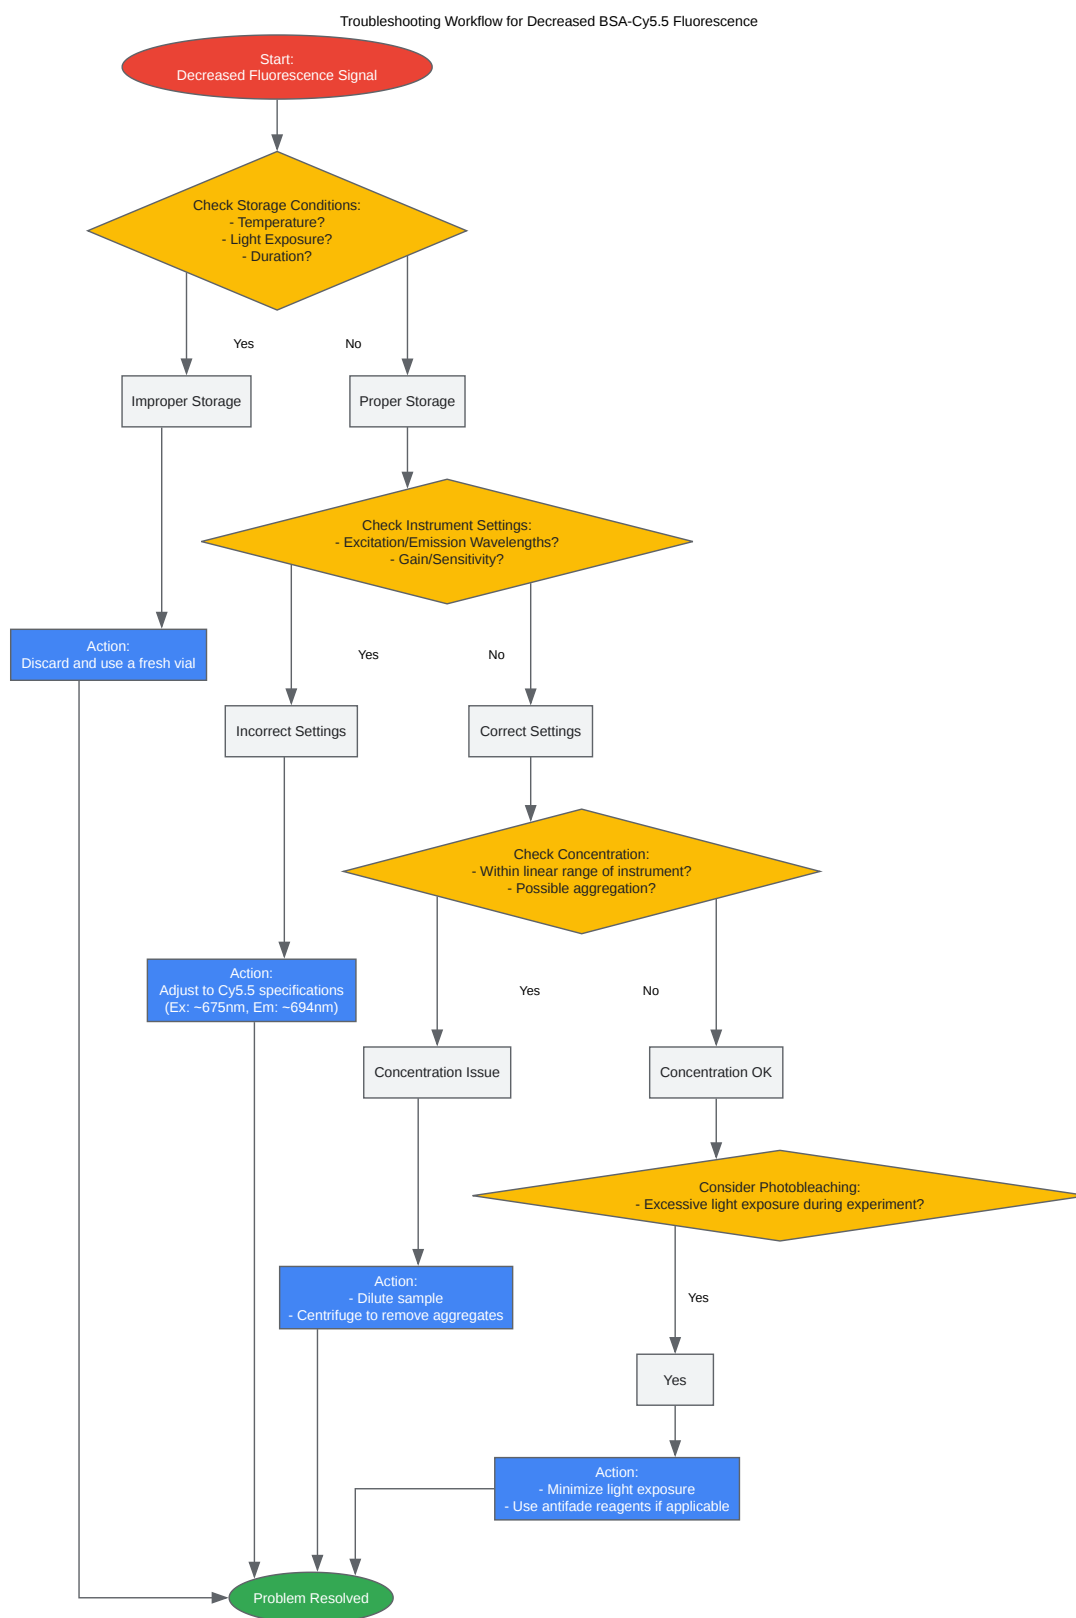 Troubleshooting Workflow for Decreased BSA-Cy5.5 Fluorescence
Start:
Decreased Fluorescence Signal
Check Storage Conditions:
- Temperature?
- Light Exposure?
- Duration?
Yes
No
Improper Storage
Proper Storage
Check Instrument Settings:
- Excitation/Emission Wavelengths?
- Gain/Sensitivity?
Action:
Discard and use a fresh vial
Yes
No
Incorrect Settings
Correct Settings
Check Concentration:
- Within linear range of instrument?
- Possible aggregation?
Action:
Adjust to Cy5.5 specifications
(Ex: ~675nm, Em: ~694nm)
Yes
No
Concentration Issue
Concentration OK
Consider Photobleaching:
- Excessive light exposure during experiment?
Action:
- Dilute sample
- Centrifuge to remove aggregates
Yes
Yes
Action:
- Minimize light exposure
- Use antifade reagents if applicable
Problem Resolved